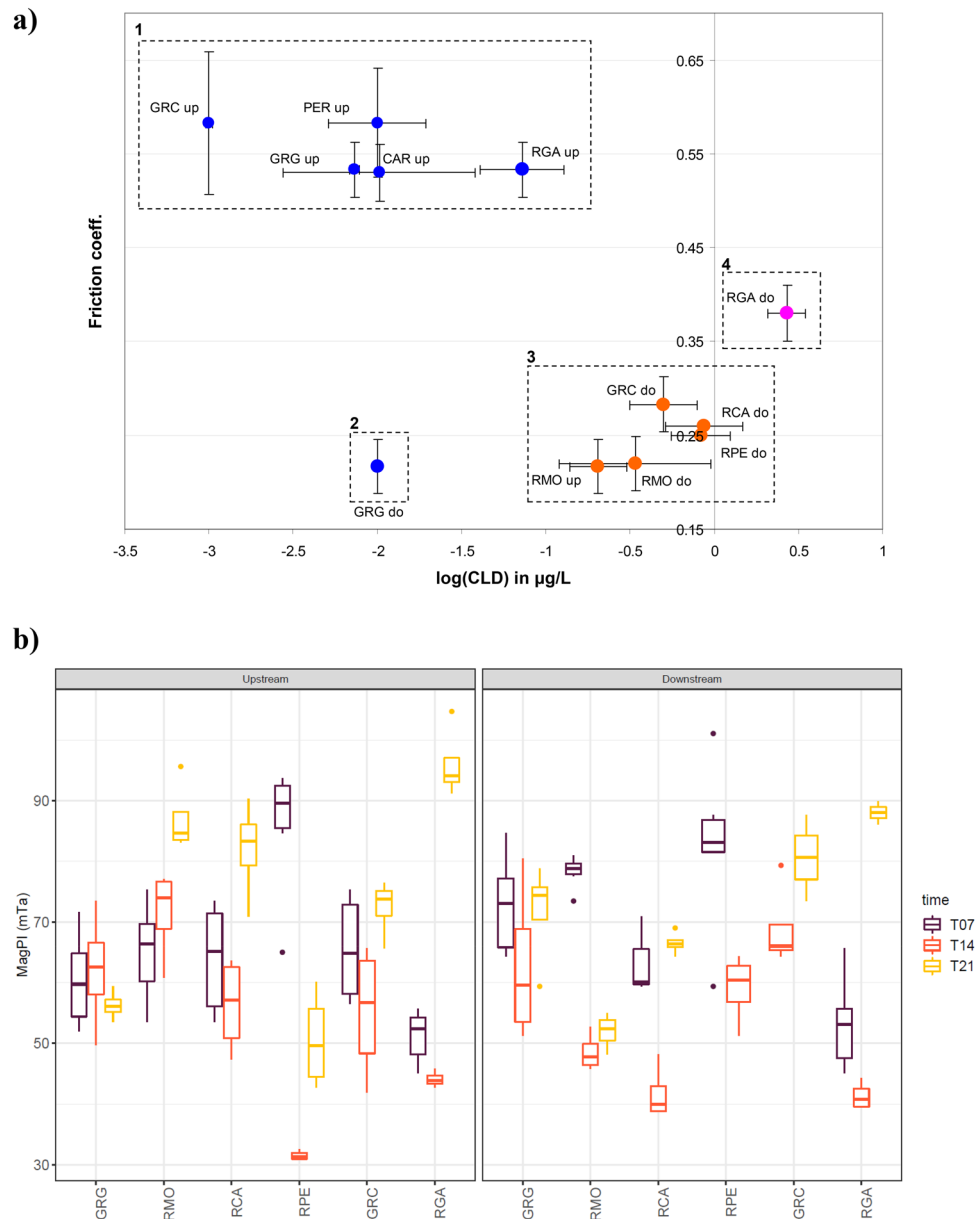 a)
1
GRC up
PER up
GRG up
CAR up
RGA up
0.65
0.55
0.45
0.35
0.25
0.15
4
RGA do
3
GRC do
RCA do
RPE do
RMO up
RMO do
2
GRG do
Friction coeff.
-3.5 -3 -2.5 -2 -1.5 -1 -0.5 0 0.5 1
log(CLD) in µg/L
b)
Upstream Downstream
MagPI (mTa)
90
70
50
30
GRG RMO RCA RPE GRC RGA GRG RMO RCA RPE GRC RGA
time
T07
T14
T21